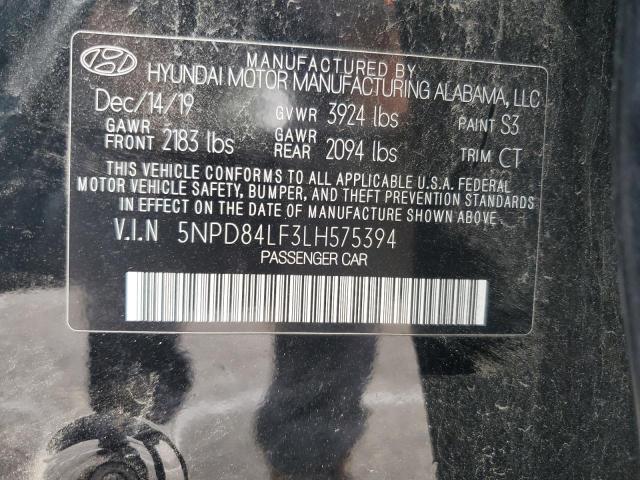 MANUFACTURED BY
HYUNDAI MOTOR MANUFACTURING ALABAMA, LLC
Dec/14/19 GVWR 3924 lbs PAINT S3
GAWR FRONT 2183 lbs GAWR REAR 2094 lbs TRIM CT
THIS VEHICLE CONFORMS TO ALL APPLICABLE U.S.A. FEDERAL
MOTOR VEHICLE SAFETY, BUMPER, AND THEFT PREVENTION
STANDARDS IN EFFECT ON THE DATE OF MANUFACTURE SHOWN ABOVE.
V.I.N 5NPD84LF3LH575394
PASSENGER CAR